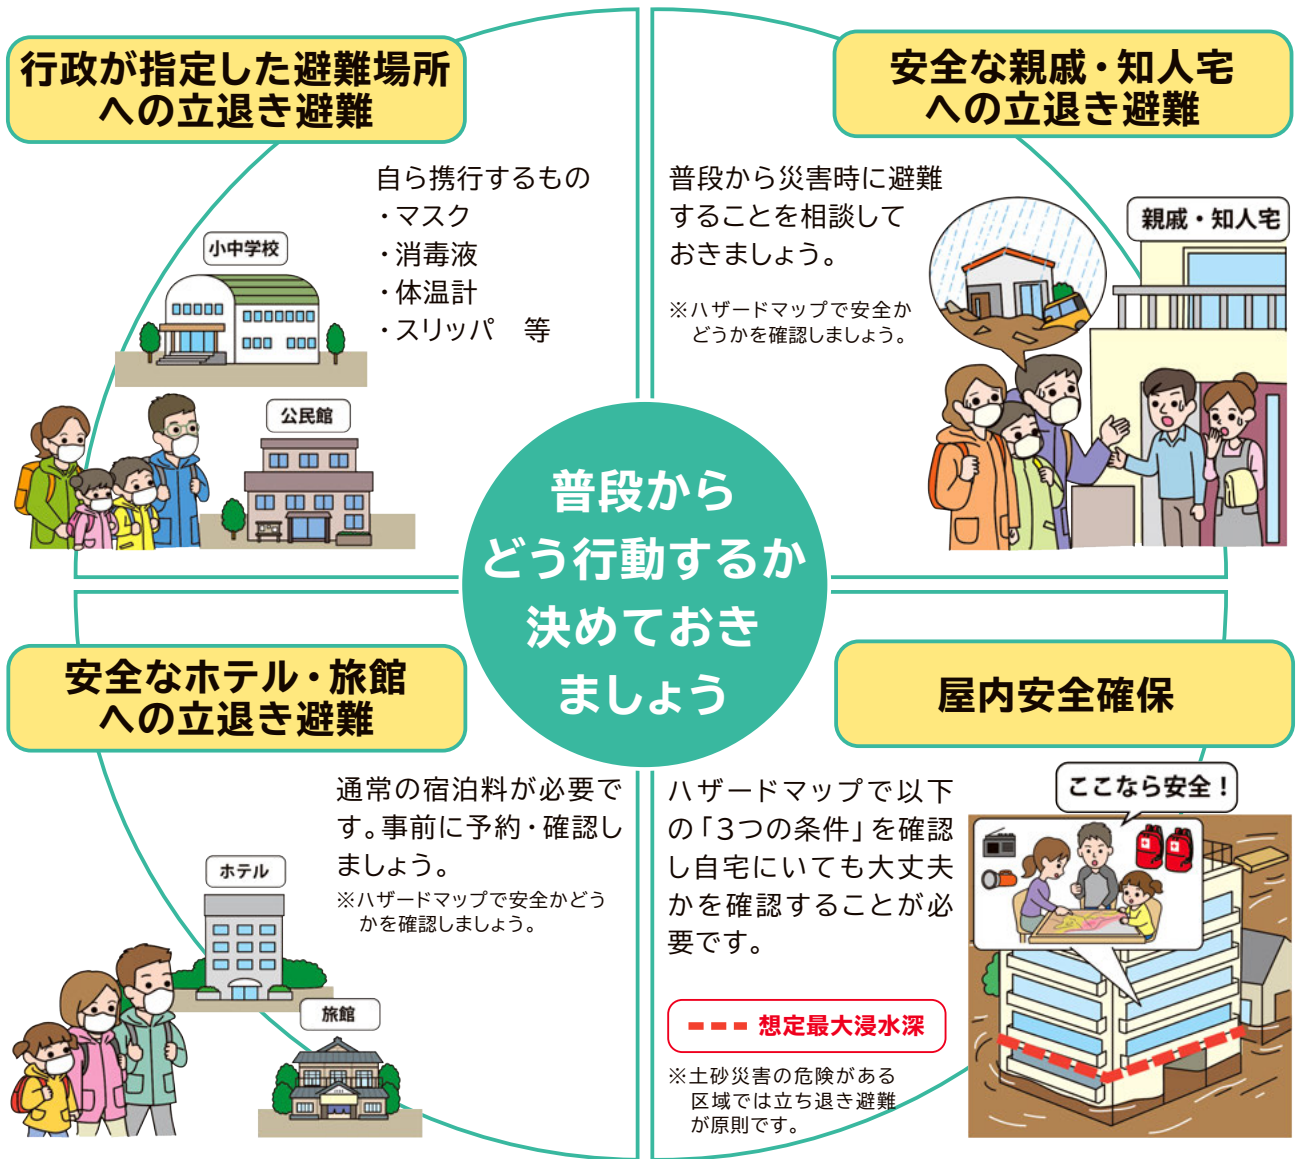 行政が指定した避難場所
への立退き避難
自ら携行するもの
・マスク
・消毒液
・体温計
・スリッパ　等
小中学校
公民館
安全な親戚・知人宅
への立退き避難
普段から災害時に避難
することを相談して
おきましょう。
※ハザードマップで安全か
どうかを確認しましょう。
親戚・知人宅
普段から
どう行動するか
決めておき
ましょう
安全なホテル・旅館
への立退き避難
通常の宿泊料が必要で
す。事前に予約・確認し
ましょう。
※ハザードマップで安全かどう
かを確認しましょう。
ホテル
旅館
屋内安全確保
ハザードマップで以下
の「3つの条件」を確認
し自宅にいても大丈夫
かを確認することが必
要です。
想定最大浸水深
※土砂災害の危険がある
区域では立ち退き避難
が原則です。
ここなら安全！